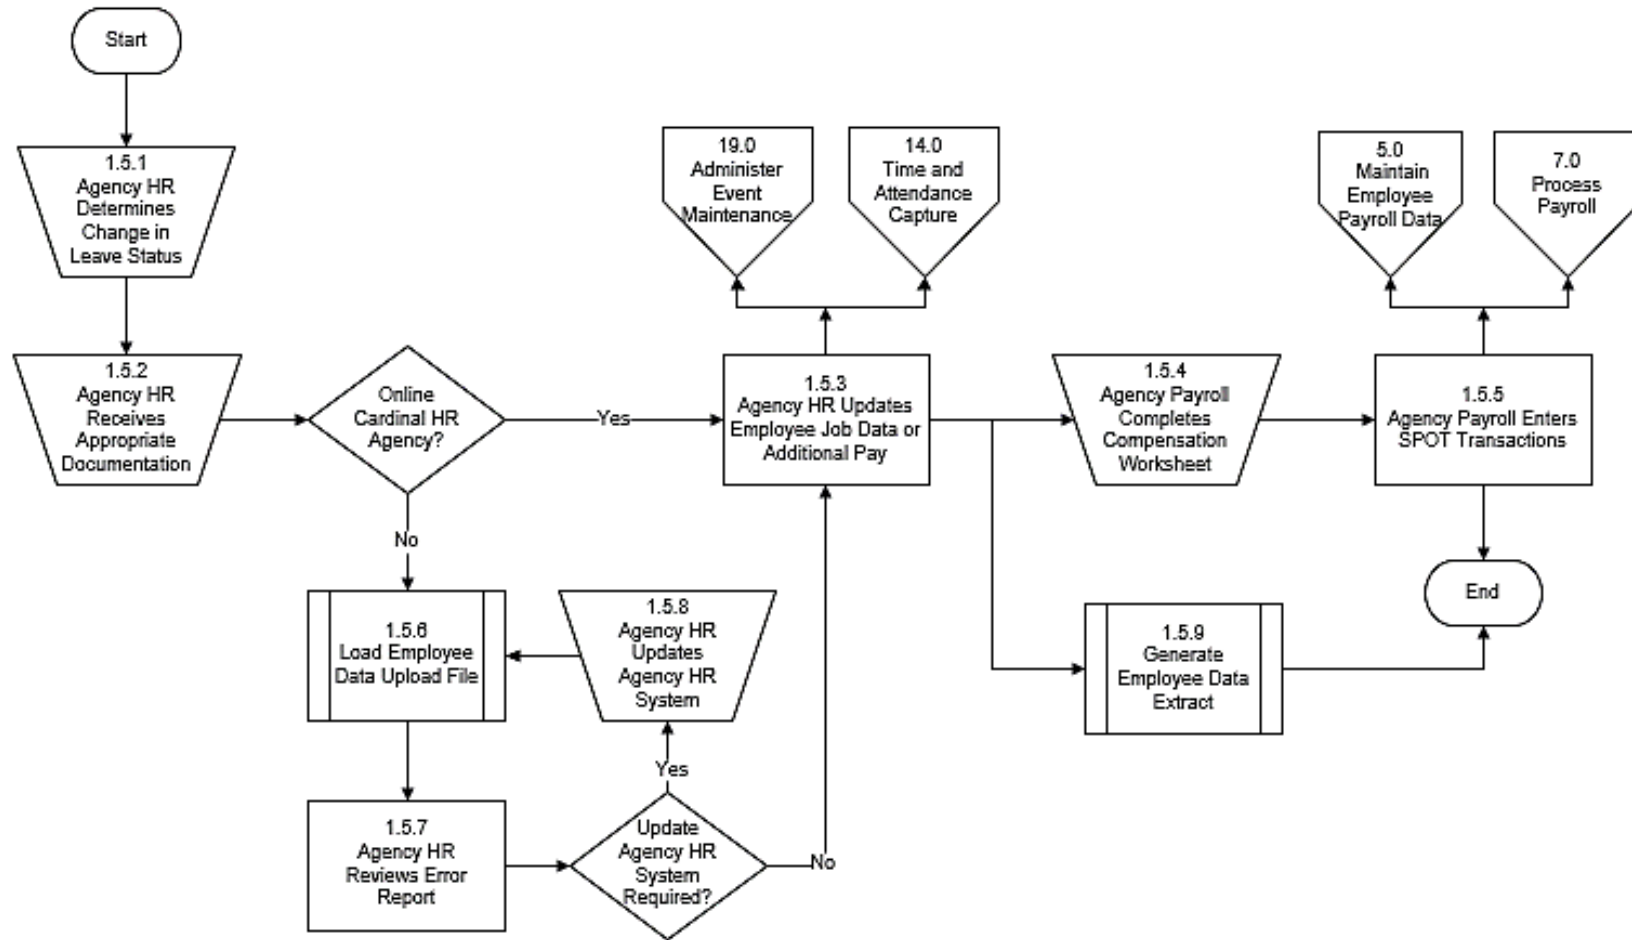 Start
1.5.1
Agency HR
Determines
Change in
Leave Status
1.5.2
Agency HR
Receives
Appropriate
Documentation
Online
Cardinal HR
Agency?
Yes
No
19.0
Administer
Event
Maintenance
14.0
Time and
Attendance
Capture
1.5.3
Agency HR Updates
Employee Job Data or
Additional Pay
1.5.4
Agency Payroll
Completes
Compensation
Worksheet
5.0
Maintain
Employee
Payroll Data
7.0
Process
Payroll
1.5.5
Agency Payroll Enters
SPOT Transactions
End
1.5.6
Load Employee
Data Upload File
1.5.8
Agency HR
Updates
Agency HR
System
1.5.9
Generate
Employee Data
Extract
Yes
1.5.7
Agency HR
Reviews Error
Report
Update
Agency HR
System
Required?
No